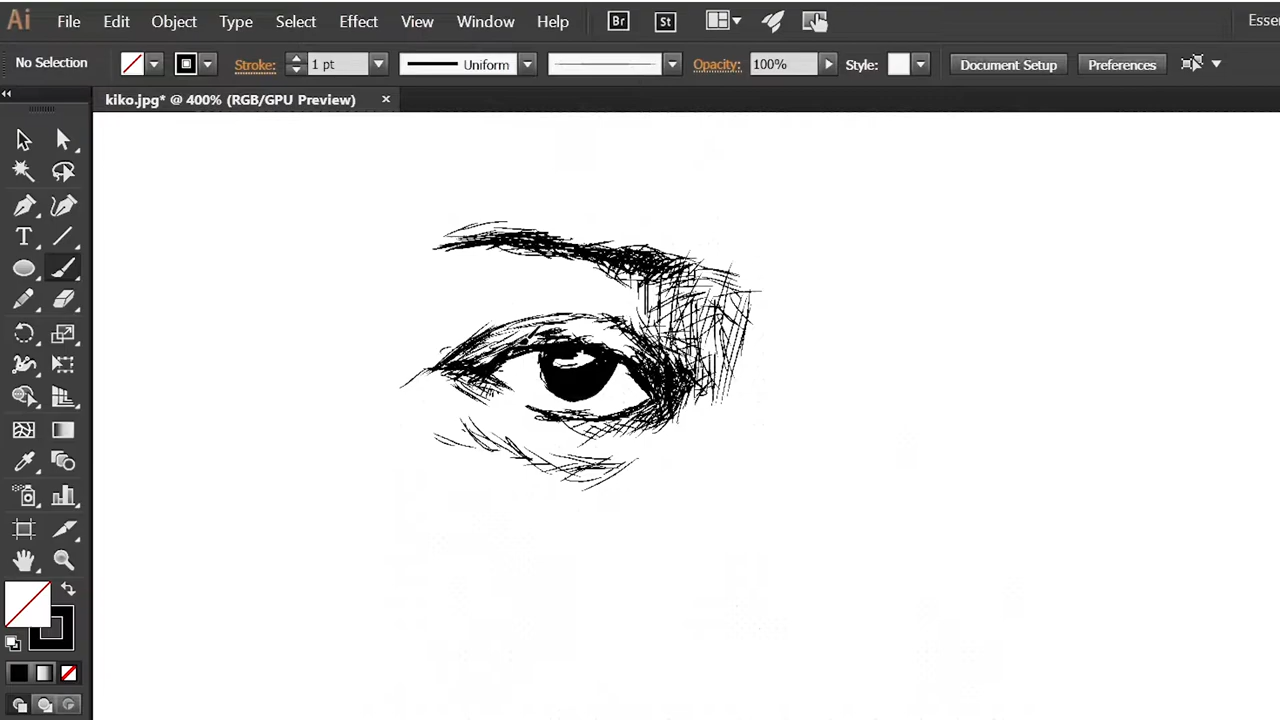 Ai File Edit Object Type Select Effect View Window Help Br St Esse
No Selection Stroke: 1 pt Uniform Opacity: 100% Style: Document Setup Preferences
kiko.jpg* @ 400% (RGB/GPU Preview) ×
T